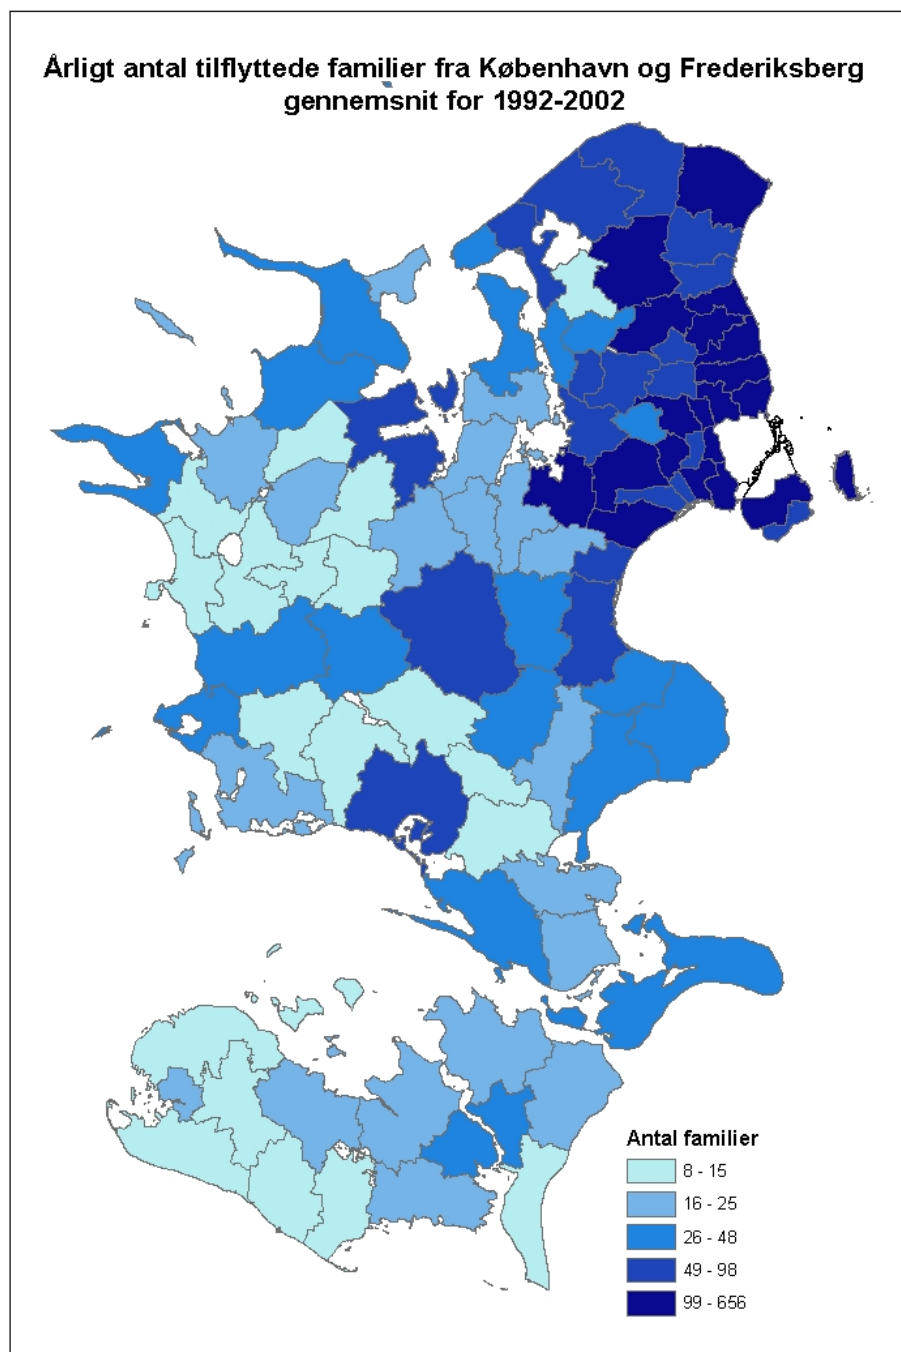 Årligt antal tilflyttede familier fra København og Frederiksberg
gennemsnit for 1992-2002
Antal familier
8 - 15
16 - 25
26 - 48
49 - 98
99 - 656